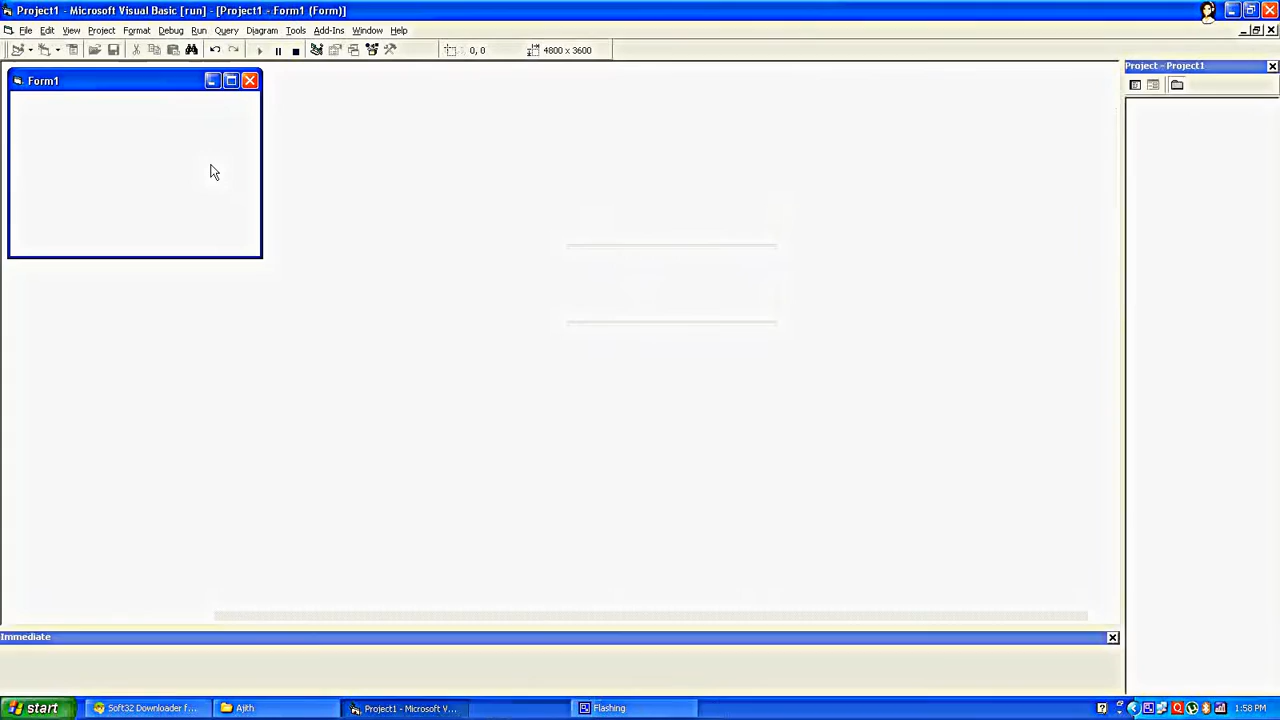 Project1 - Microsoft Visual Basic [run] - [Project1 - Form1 (Form)]
File Edit View Project Format Debug Run Query Diagram Tools Add-Ins Window Help
0, 0 4800 x 3600
Project - Project1
Form1
Immediate
start Soft32 Downloader f... Ajith Project1 - Microsoft V... Flashing 1:58 PM